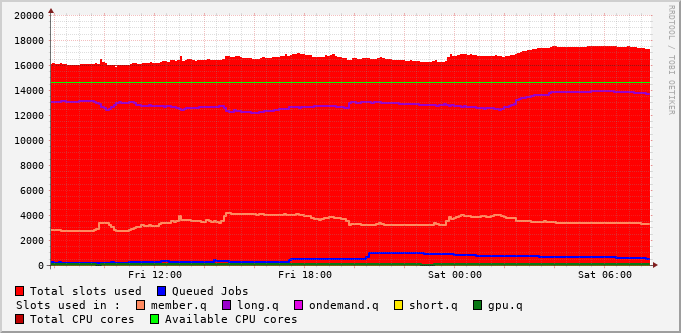 RRDTOOL / TOBI OETIKER
20000
18000
16000
14000
12000
10000
8000
6000
4000
2000
0
Fri 12:00 Fri 18:00 Sat 00:00 Sat 06:00
Total slots used Queued Jobs
Slots used in : member.q long.q ondemand.q short.q gpu.q
Total CPU cores Available CPU cores